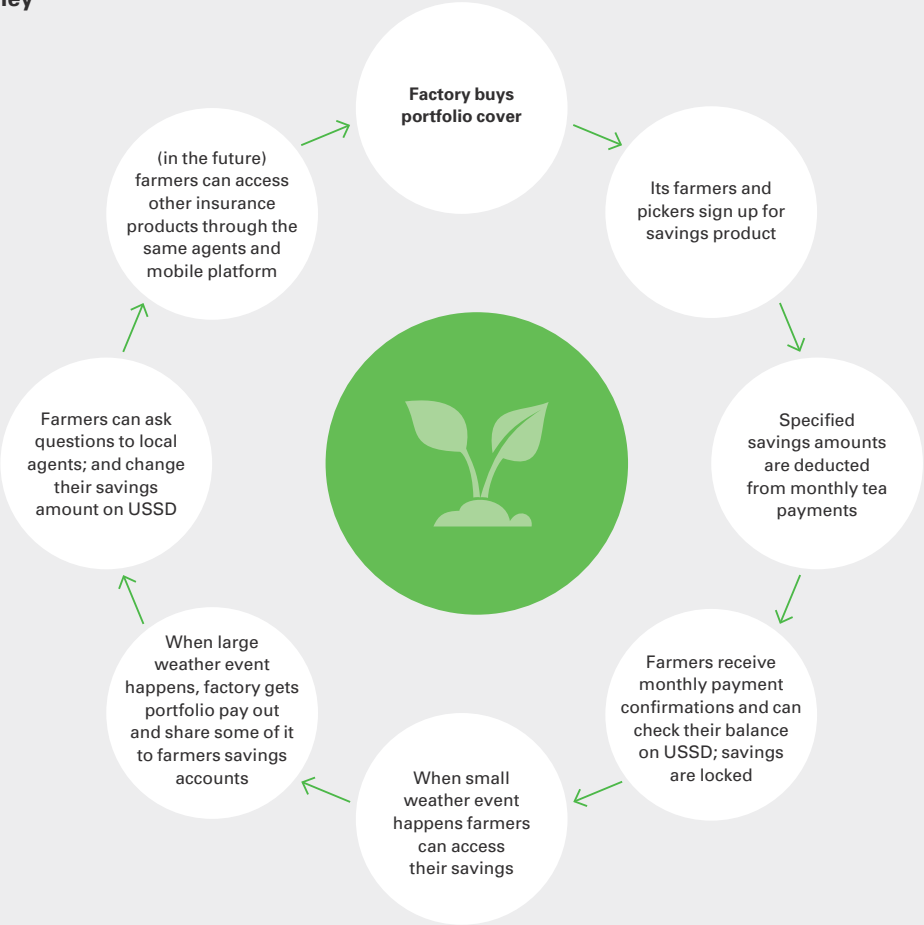 Factory buys
portfolio cover
Its farmers and
pickers sign up for
savings product
Specified
savings amounts
are deducted
from monthly tea
payments
Farmers receive
monthly payment
confirmations and can
check their balance
on USSD; savings
are locked
When small
weather event
happens farmers
can access
their savings
When large
weather event
happens, factory gets
portfolio pay out
and share some of it
to farmers savings
accounts
Farmers can ask
questions to local
agents; and change
their savings
amount on USSD
(in the future)
farmers can access
other insurance
products through the
same agents and
mobile platform